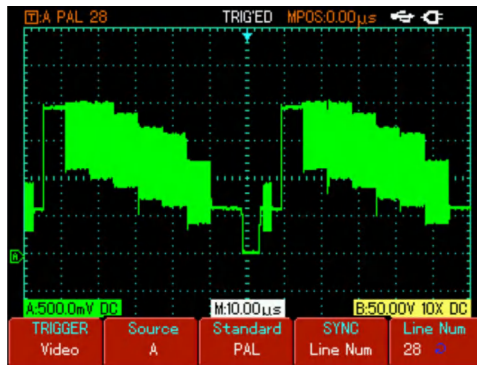 T:A PAL 28 TRIG'ED MPOS:0.00μs
A
A:500.0mV DC M:10.00μs B:50.00V 10X DC
TRIGGER Source Standard SYNC Line Num
Video A PAL Line Num 28